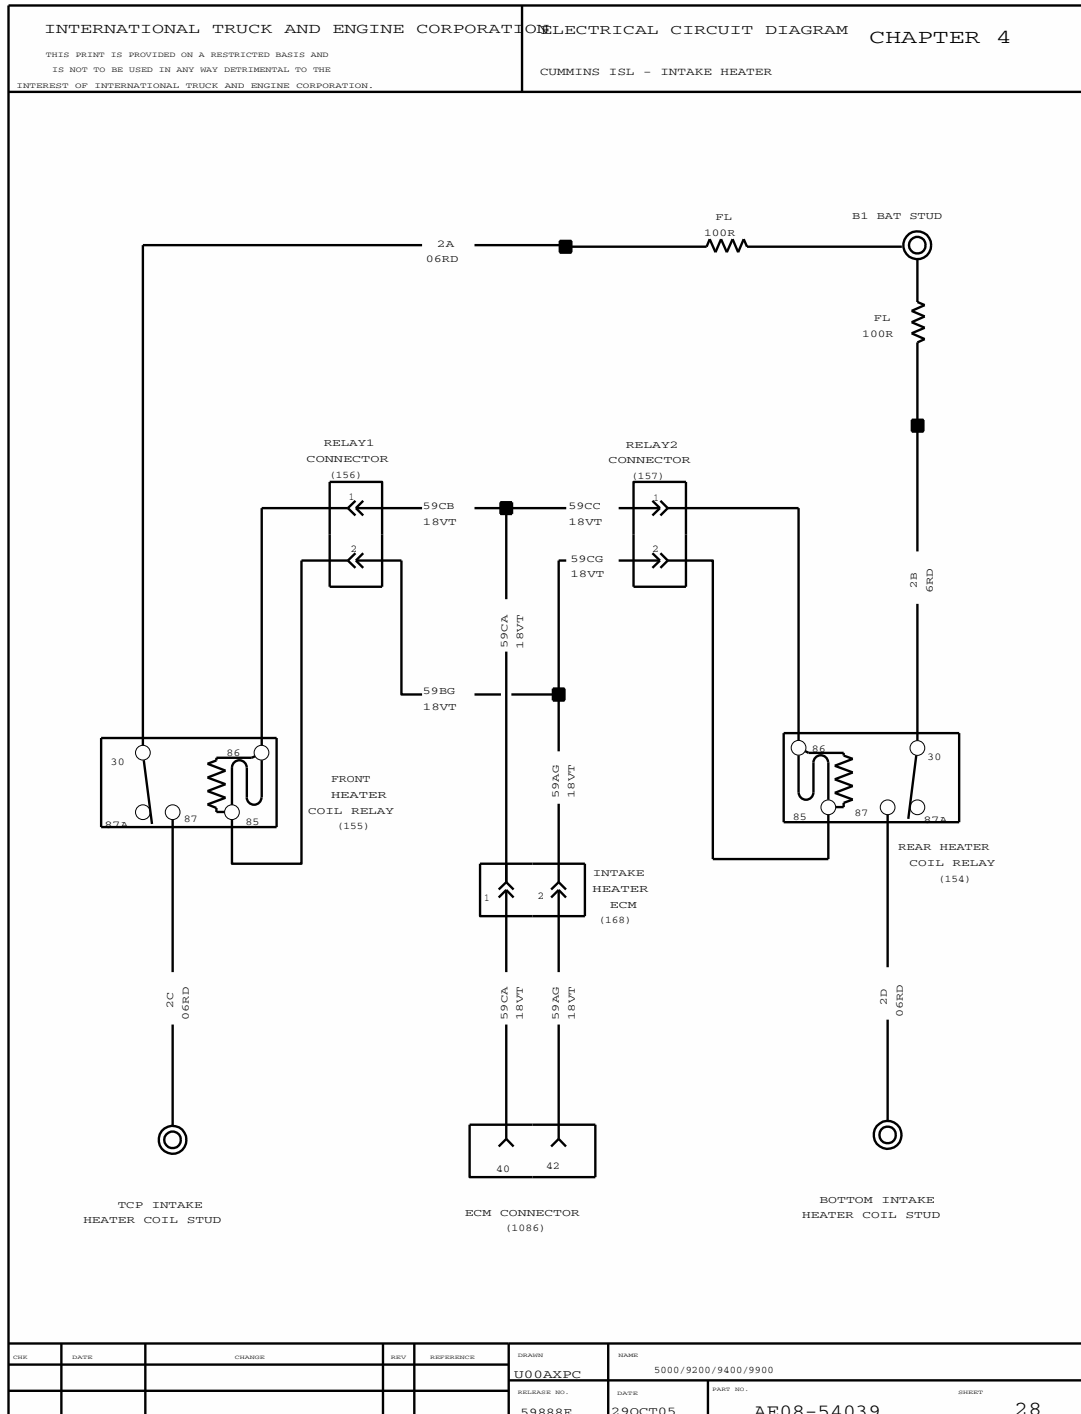 INTERNATIONAL TRUCK AND ENGINE CORPORATION
THIS PRINT IS PROVIDED ON A RESTRICTED BASIS AND
IS NOT TO BE USED IN ANY WAY DETRIMENTAL TO THE
INTEREST OF INTERNATIONAL TRUCK AND ENGINE CORPORATION.
ELECTRICAL CIRCUIT DIAGRAM
CHAPTER 4
CUMMINS ISL - INTAKE HEATER
FL
100R
B1 BAT STUD
2A
06RD
FL
100R
RELAY1
CONNECTOR
(156)
RELAY2
CONNECTOR
(157)
1
59CB
18VT
59CC
18VT
1
2
59CG
18VT
2
2B
6RD
59CA
18VT
59BG
18VT
30
86
87A
87
85
FRONT
HEATER
COIL RELAY
(155)
59AG
18VT
86
30
85
87
87A
REAR HEATER
COIL RELAY
(154)
1
2
INTAKE
HEATER
ECM
(168)
2C
06RD
59CA
18VT
59AG
18VT
2D
06RD
40
42
TCP INTAKE
HEATER COIL STUD
ECM CONNECTOR
(1086)
BOTTOM INTAKE
HEATER COIL STUD
CHK
DATE
CHANGE
REV
REFERENCE
DRAWN
U00AXPC
NAME
5000/9200/9400/9900
RELEASE NO.
59888E
DATE
29OCT05
PART NO.
AE08-54039
SHEET
28